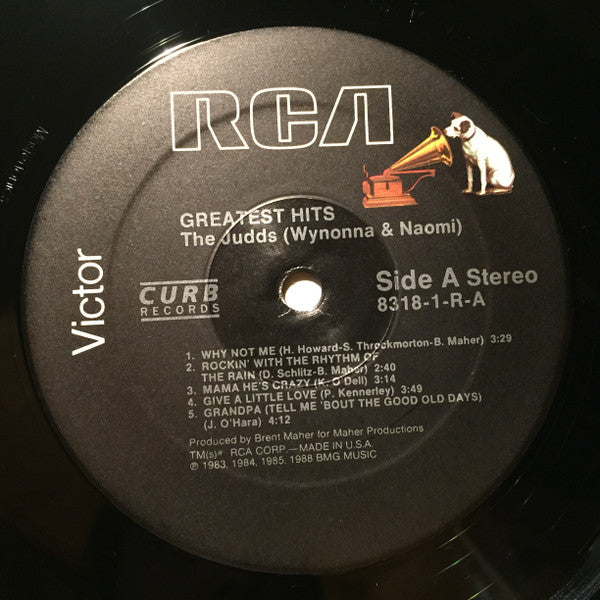 RCA
Victor
GREATEST HITS
The Judds (Wynonna & Naomi)
CURB
RECORDS
Side A Stereo
8318-1-R-A
1. WHY NOT ME (H. Howard-S. Throckmorton-B. Maher) 3:29
2. ROCKIN' WITH THE RHYTHM OF
THE RAIN (D. Schlitz-B. Maher) 2:40
3. MAMA HE'S CRAZY (K. O'Dell) 3:14
4. GIVE A LITTLE LOVE (P. Kennerley) 3:49
5. GRANDPA (TELL ME 'BOUT THE GOOD OLD DAYS)
(J. O'Hara) 4:12
Produced by Brent Maher for Maher Productions
TM(s)® RCA CORP.—MADE IN U.S.A.
℗ 1983, 1984, 1985, 1988 BMG MUSIC